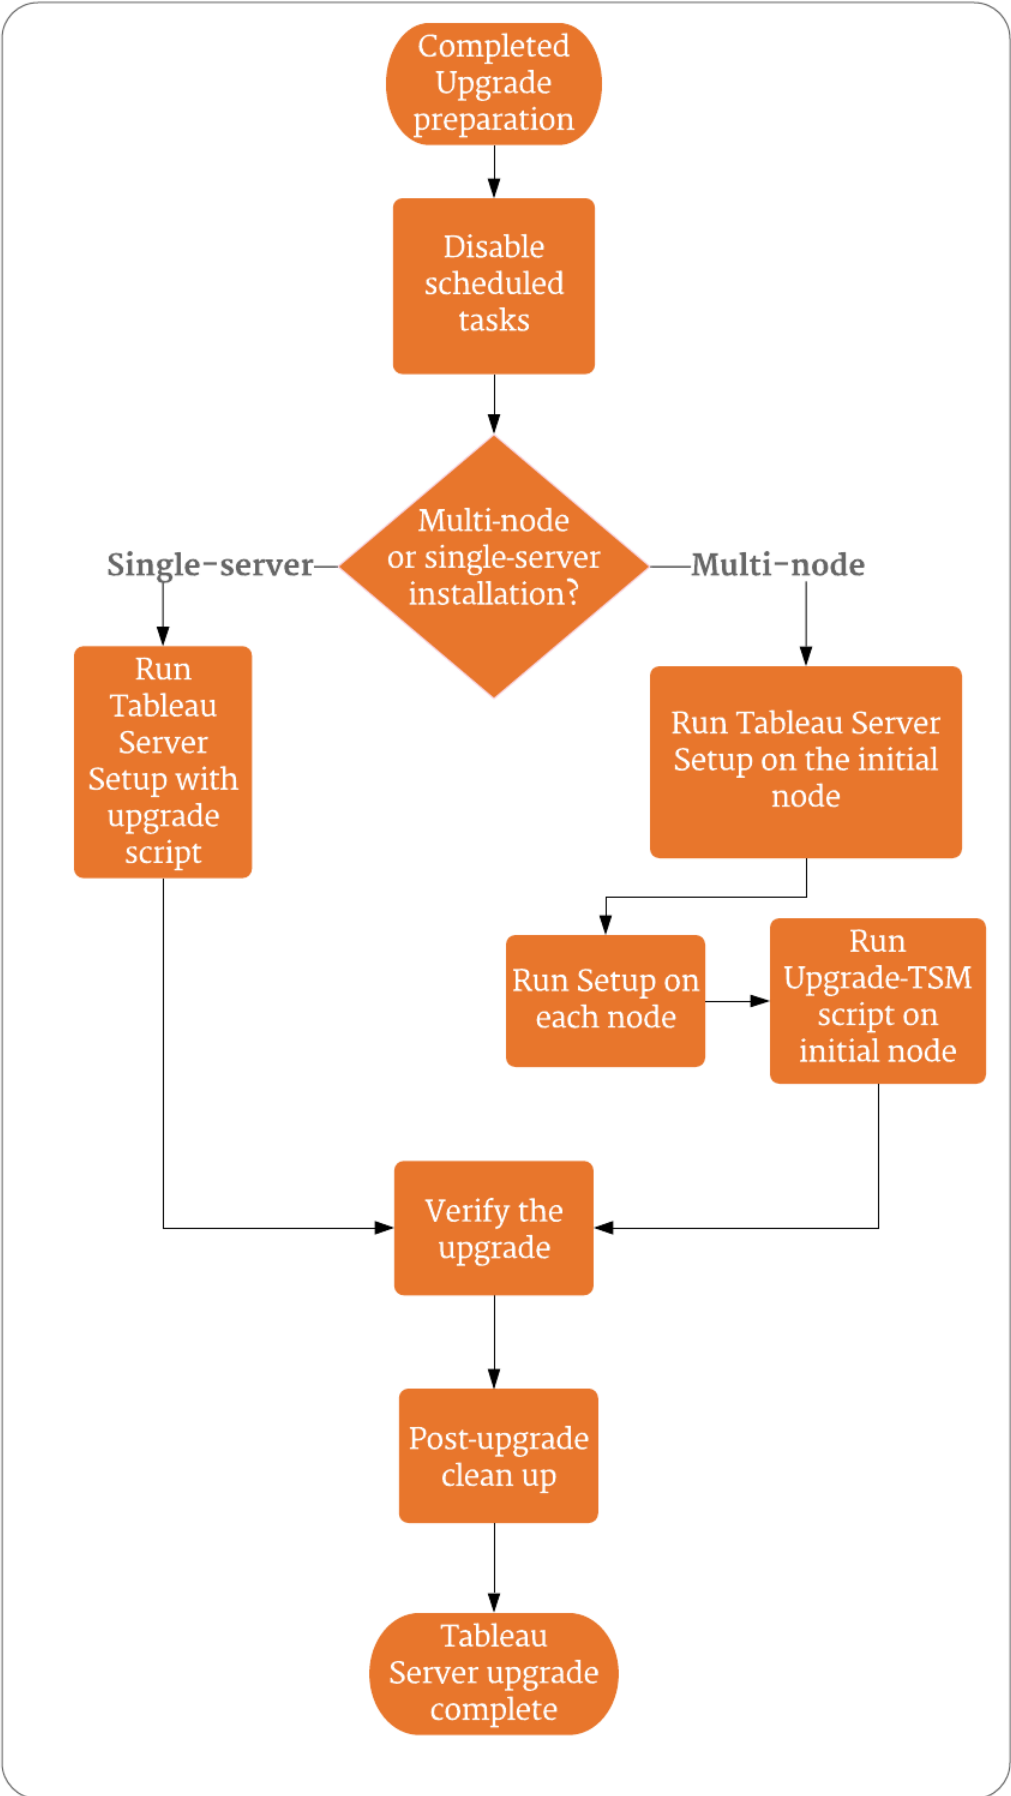 Completed
Upgrade
preparation
Disable
scheduled
tasks
Multi-node
or single-server
installation?
Single-server
Multi-node
Run
Tableau
Server
Setup with
upgrade
script
Run Tableau Server
Setup on the initial
node
Run Setup on
each node
Run
Upgrade-TSM
script on
initial node
Verify the
upgrade
Post-upgrade
clean up
Tableau
Server upgrade
complete